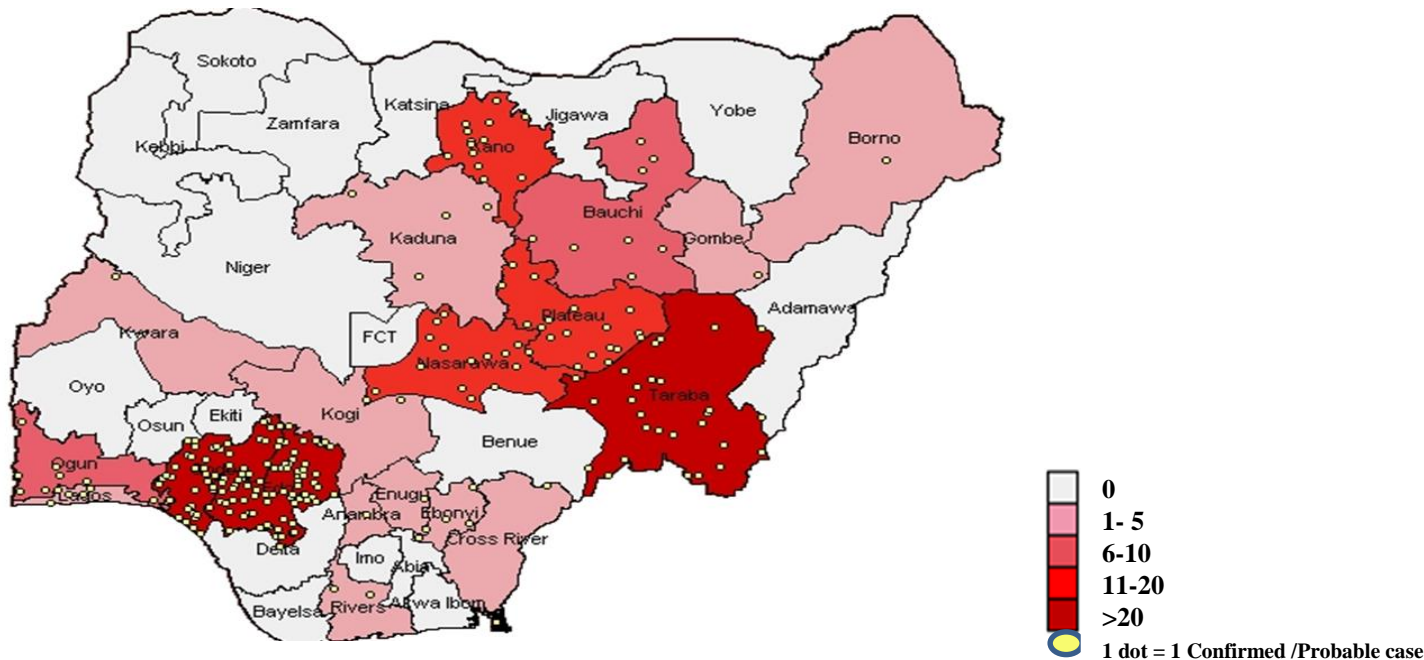 Sokoto
Katsina
Yobe
Jigawa
Zamfara
Borno
Kebbi
Kano
Bauchi
Kaduna
Gombe
Niger
Adamawa
Plateau
Kwara
FCT
Nasarawa
Oyo
Taraba
Ekiti
Kogi
Osun
Benue
Ogun
Ondo
Edo
Lagos
Enugu
Anambra
Ebonyi
Cross River
Delta
Imo
Abia
Bayelsa
Rivers
Akwa Ibom
0
1- 5
6-10
11-20
>20
1 dot = 1 Confirmed /Probable case